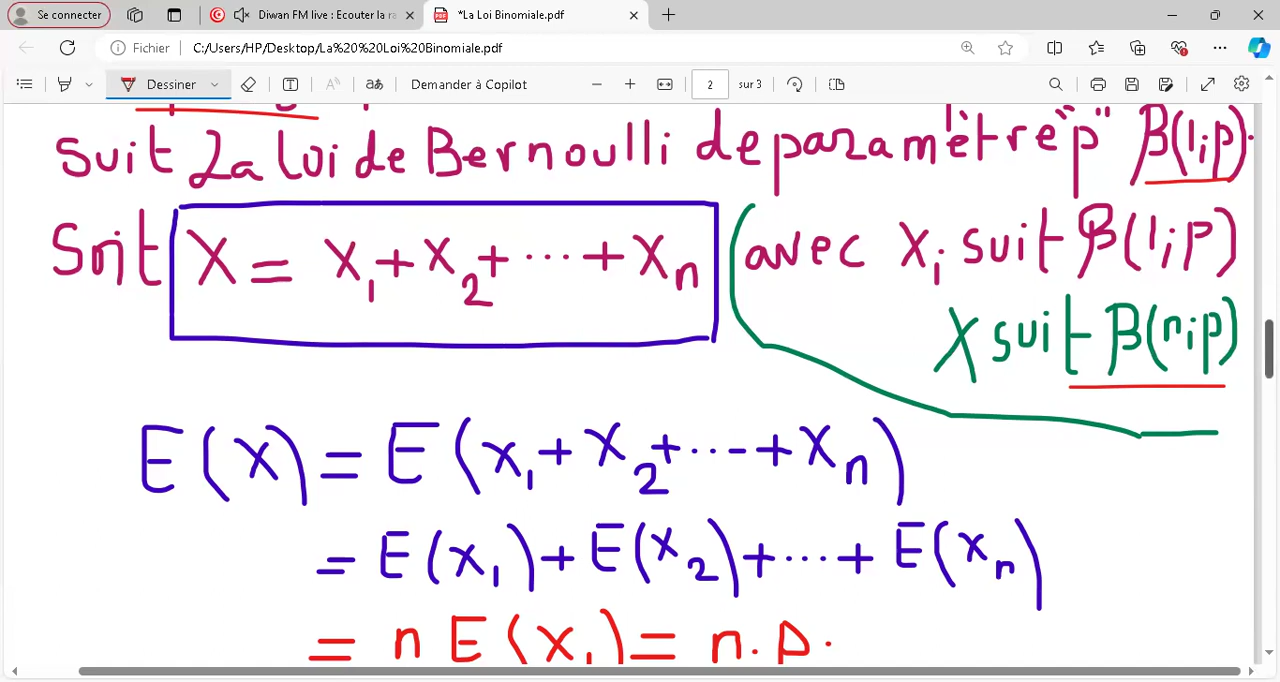 Se connecter
Diwan FM live : Ecouter la ra
*La Loi Binomiale.pdf
Fichier C:/Users/HP/Desktop/La%20%20Loi%20Binomiale.pdf
Dessiner
aあ
Demander à Copilot
2 sur 3
suit La loi de Bernoulli de paramètre "p" B(1;p).
Soit X = X₁ + X₂ + ... + Xₙ (avec Xᵢ suit B(1;p)
X suit B(n;p)
E(X) = E(X₁ + X₂ + ... + Xₙ)
= E(X₁) + E(X₂) + ... + E(Xₙ)
= n E(X₁) = n.p.